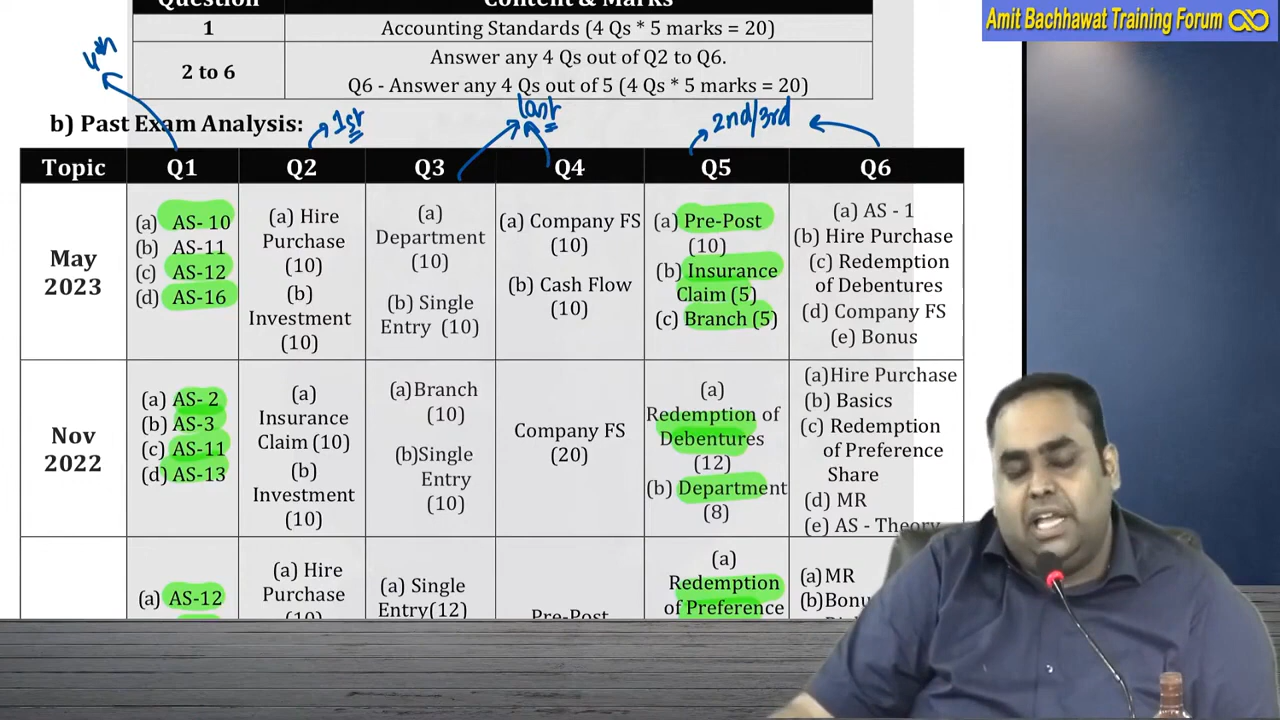 Question Content & Marks
Amit Bachhawat Training Forum
1 Accounting Standards (4 Qs * 5 marks = 20)
2 to 6 Answer any 4 Qs out of Q2 to Q6.
Q6 - Answer any 4 Qs out of 5 (4 Qs * 5 marks = 20)
4th
b) Past Exam Analysis:
1st
last
2nd/3rd
Topic Q1 Q2 Q3 Q4 Q5 Q6
May
2023
(a) AS- 10
(b) AS-11
(c) AS-12
(d) AS-16
(a) Hire
Purchase
(10)
(b)
Investment
(10)
(a)
Department
(10)
(b) Single
Entry (10)
(a) Company FS
(10)
(b) Cash Flow
(10)
(a) Pre-Post
(10)
(b) Insurance
Claim (5)
(c) Branch (5)
(a) AS - 1
(b) Hire Purchase
(c) Redemption
of Debentures
(d) Company FS
(e) Bonus
Nov
2022
(a) AS- 2
(b) AS-3
(c) AS-11
(d) AS-13
(a)
Insurance
Claim (10)
(b)
Investment
(10)
(a)Branch
(10)
(b)Single
Entry
(10)
Company FS
(20)
(a)
Redemption of
Debentures
(12)
(b) Department
(8)
(a)Hire Purchase
(b) Basics
(c) Redemption
of Preference
Share
(d) MR
(e) AS - Theory
(a) AS-12
(a) Hire
Purchase
(10)
(a) Single
Entry(12)
Pre-Post
(a)
Redemption
of Preference
(a)MR
(b)Bonu